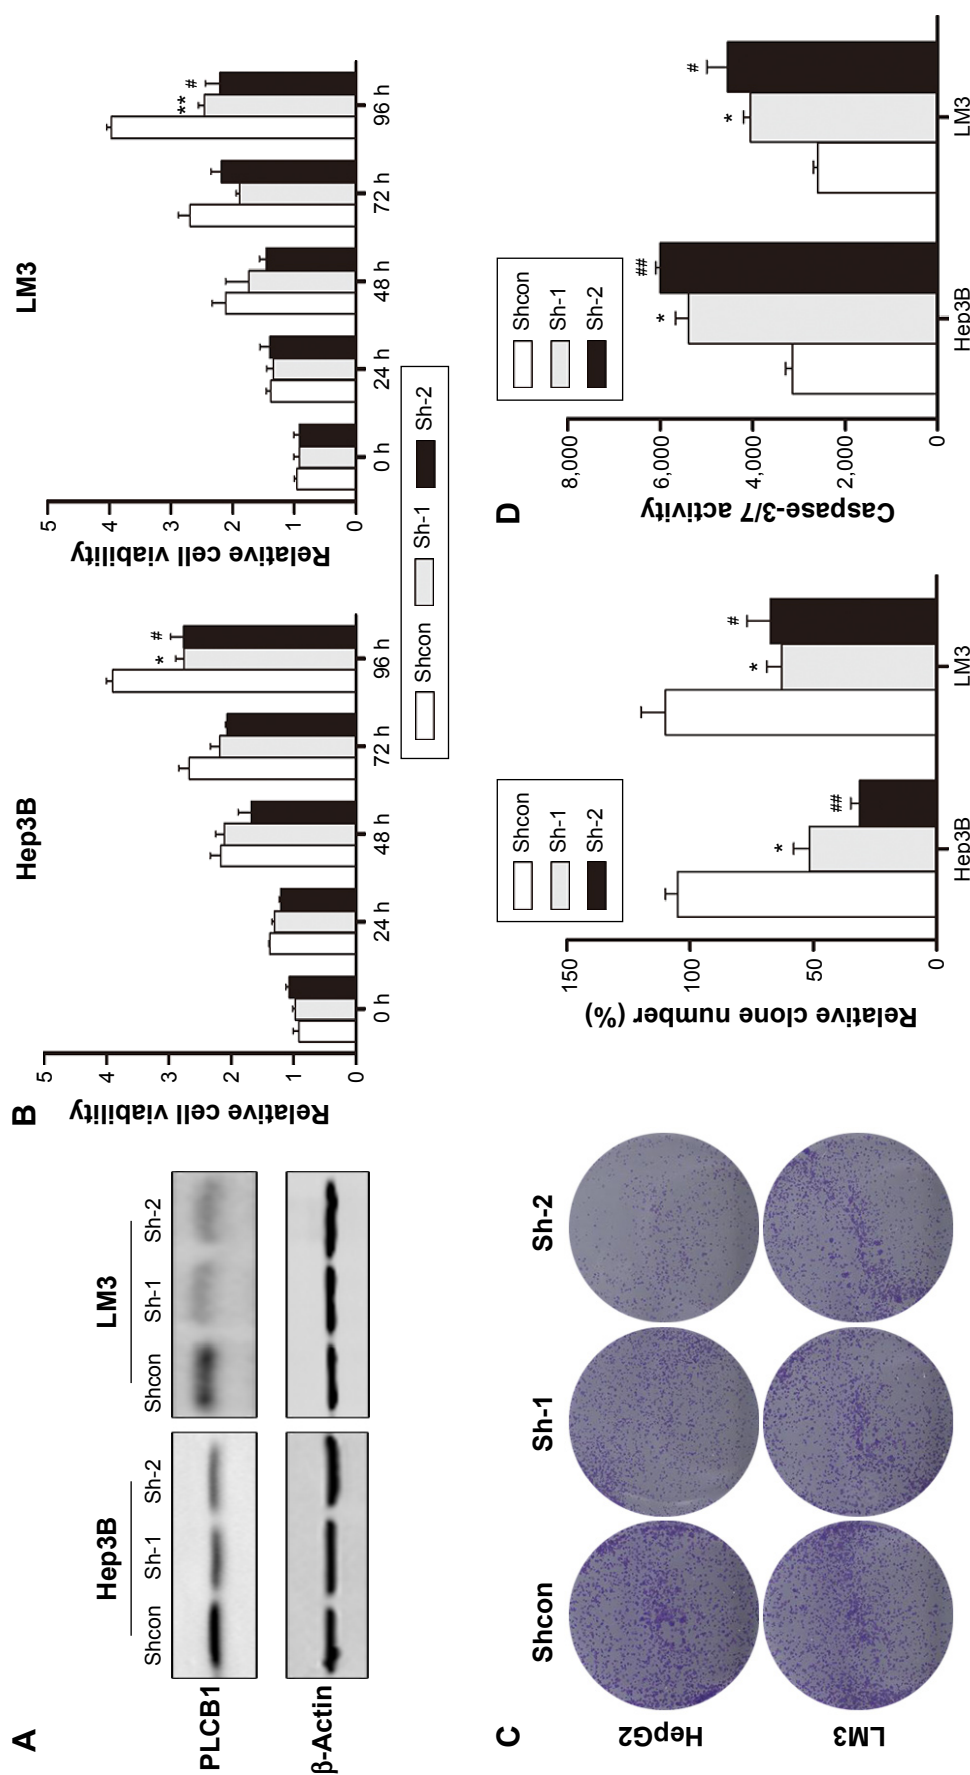 A
Hep3B
LM3
Shcon Sh-1 Sh-2
Shcon Sh-1 Sh-2
PLCB1
β-Actin
B
Hep3B
Relative cell viability
5
4
3
2
1
0
* #
0 h 24 h 48 h 72 h 96 h
LM3
Relative cell viability
5
4
3
2
1
0
** #
0 h 24 h 48 h 72 h 96 h
Shcon Sh-1 Sh-2
C
Shcon Sh-1 Sh-2
HepG2
LM3
Relative clone number (%)
150
100
50
0
Shcon
Sh-1
Sh-2
* ##
* #
Hep3B LM3
D
Caspase-3/7 activity
8,000
6,000
4,000
2,000
0
Shcon
Sh-1
Sh-2
* ##
* #
Hep3B LM3